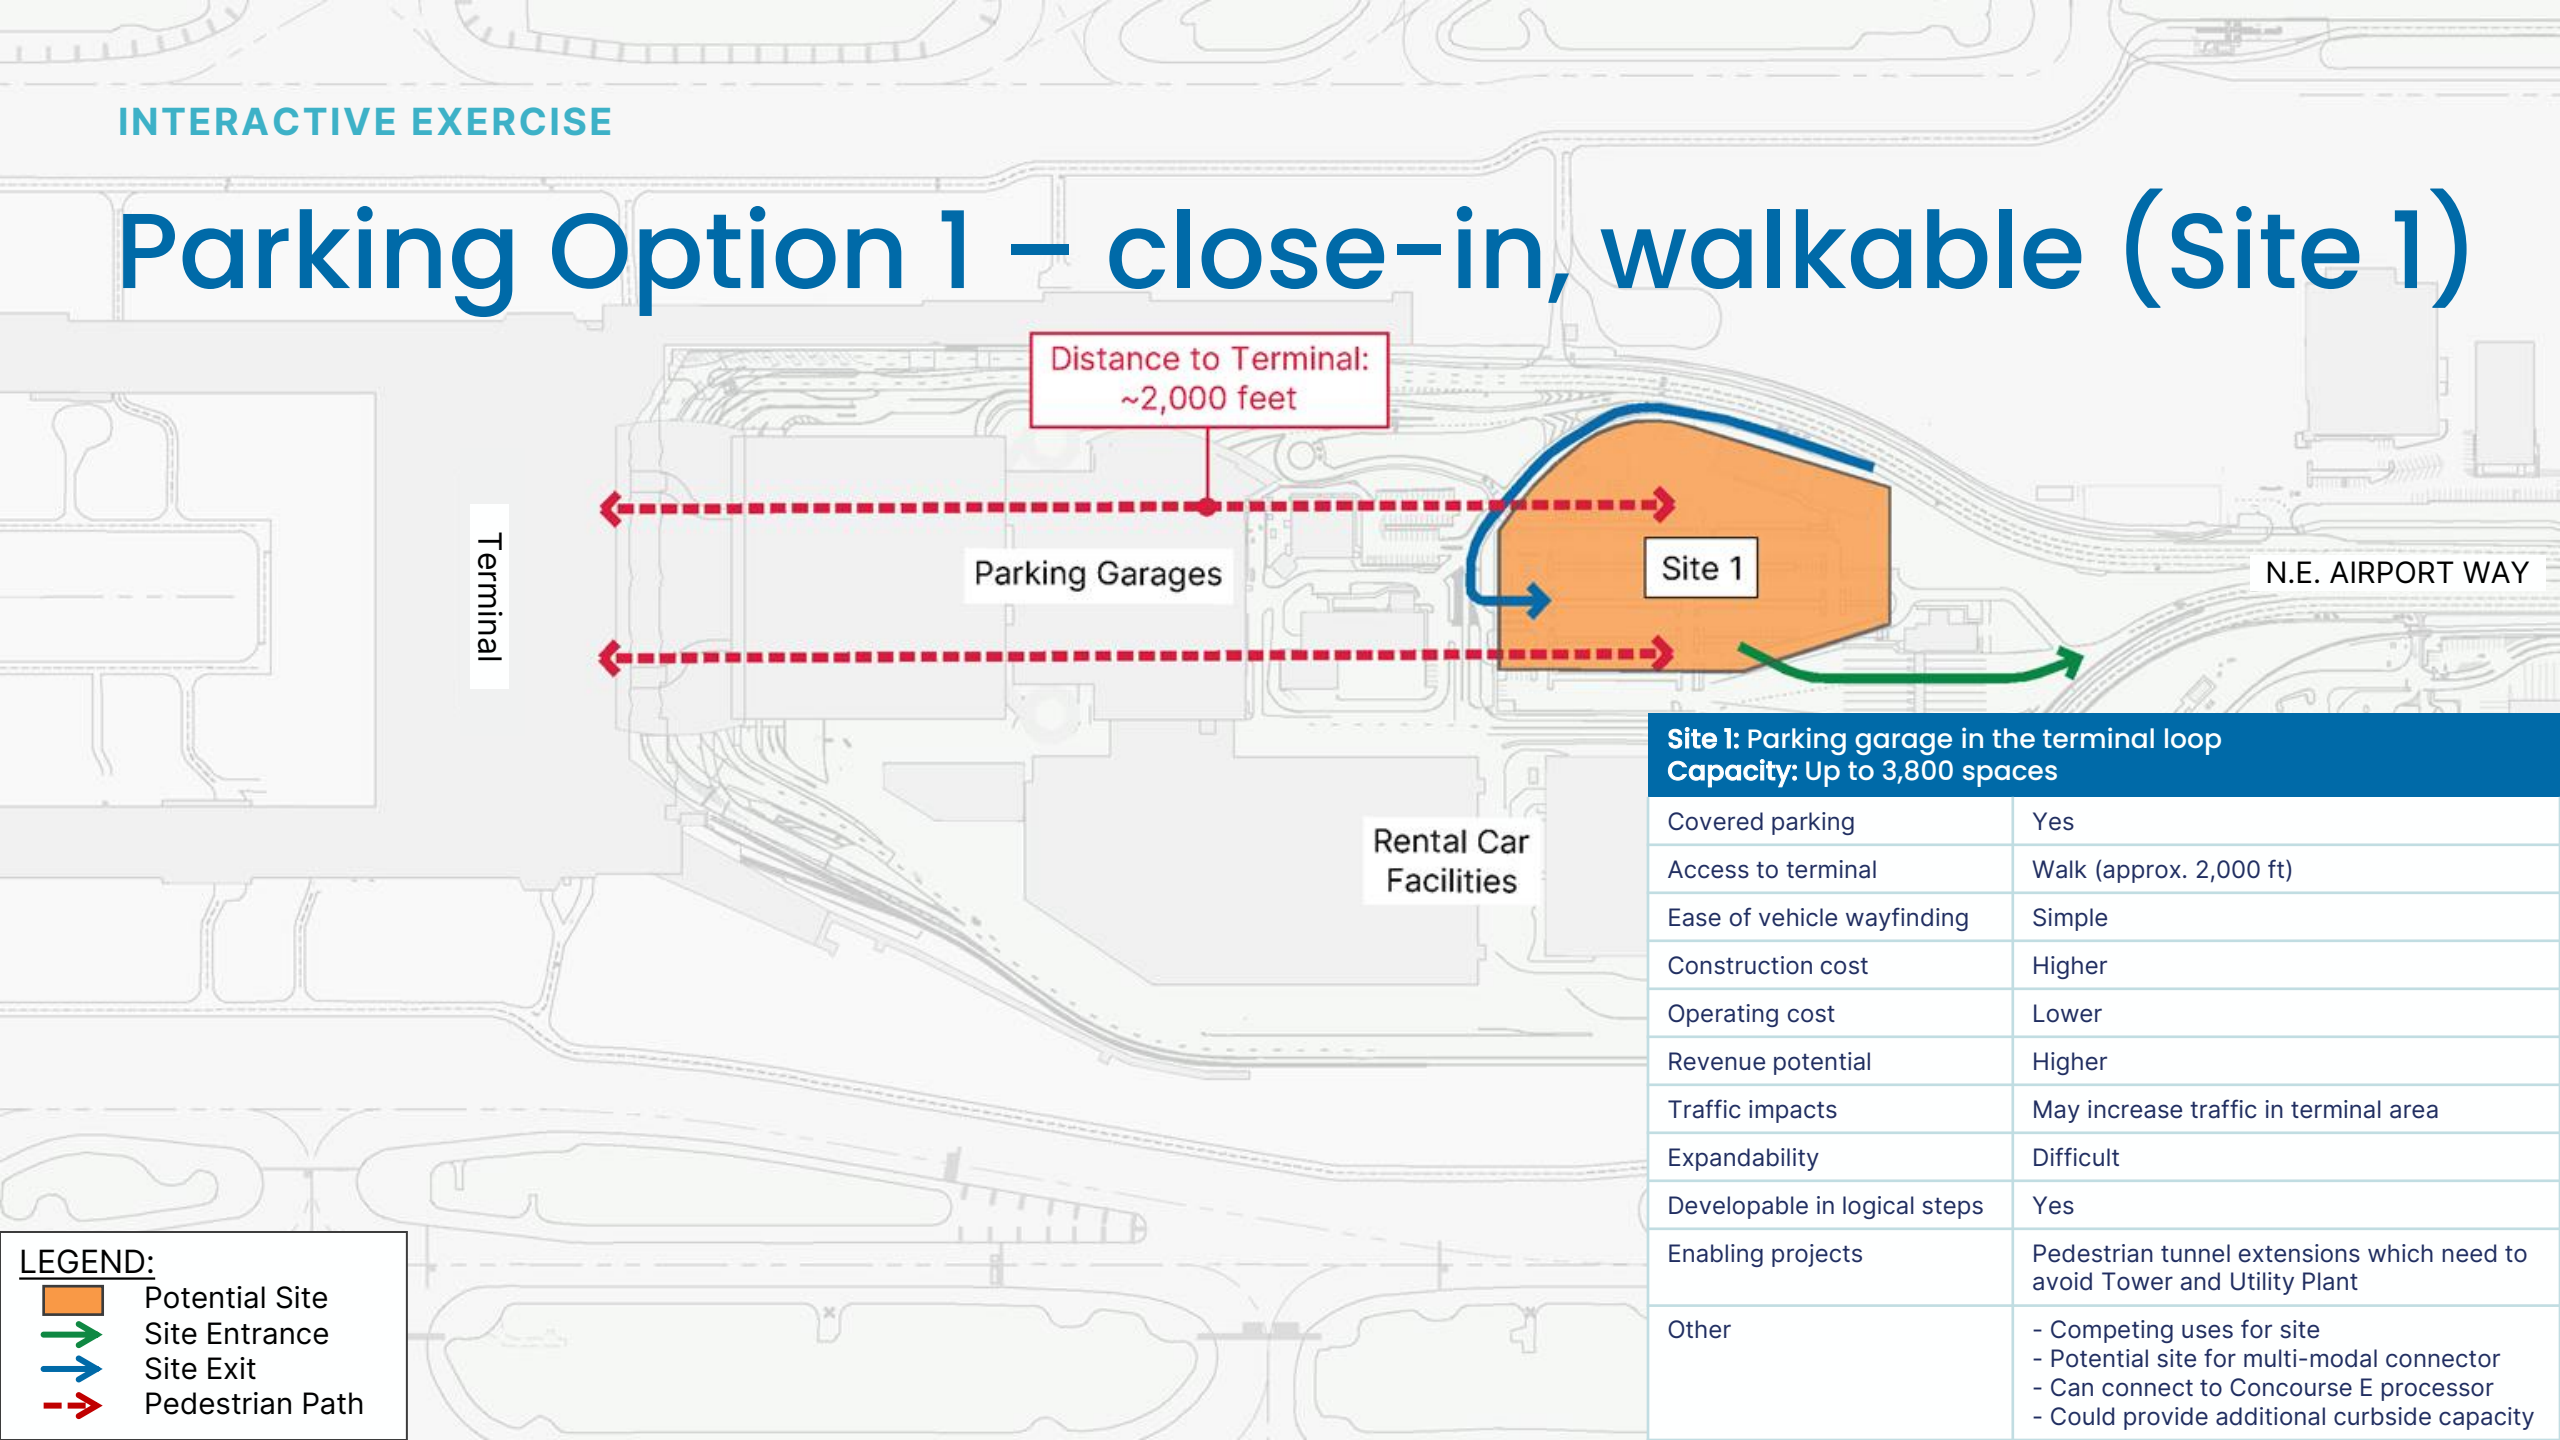 INTERACTIVE EXERCISE
Parking Option 1 – close-in, walkable (Site 1)
Distance to Terminal:
~2,000 feet
Terminal
Parking Garages
Site 1
N.E. AIRPORT WAY
Rental Car
Facilities
Site 1: Parking garage in the terminal loop
Capacity: Up to 3,800 spaces
Covered parking Yes
Access to terminal Walk (approx. 2,000 ft)
Ease of vehicle wayfinding Simple
Construction cost Higher
Operating cost Lower
Revenue potential Higher
Traffic impacts May increase traffic in terminal area
Expandability Difficult
Developable in logical steps Yes
Enabling projects Pedestrian tunnel extensions which need to
avoid Tower and Utility Plant
Other - Competing uses for site
- Potential site for multi-modal connector
- Can connect to Concourse E processor
- Could provide additional curbside capacity
LEGEND:
Potential Site
Site Entrance
Site Exit
Pedestrian Path